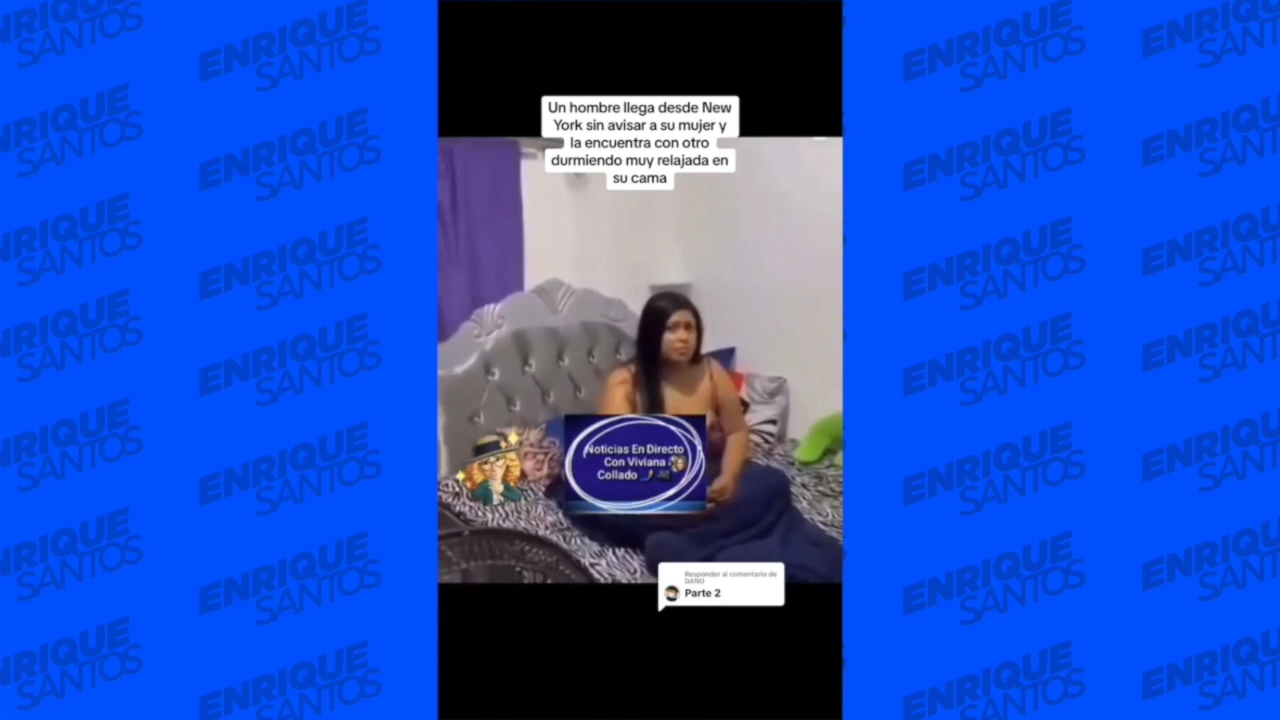 ENRIQUE
SANTOS
Un hombre llega desde New
York sin avisar a su mujer y
la encuentra con otro
durmiendo muy relajada en
su cama
Noticias En Directo
Con Viviana
Collado
Responder al comentario de
DAÑO
Parte 2